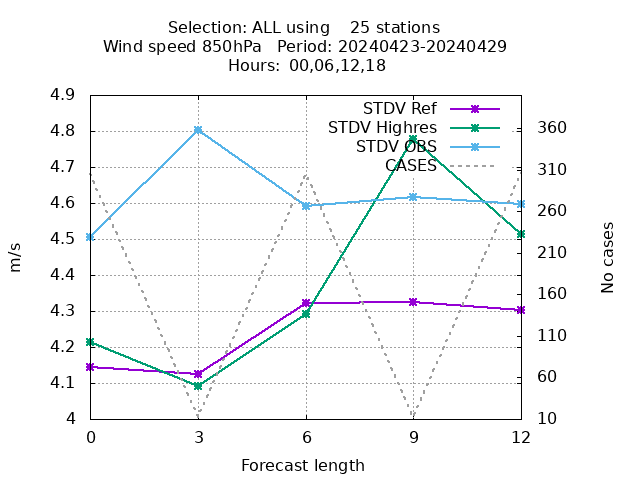 Selection: ALL using    25 stations
Wind speed 850hPa   Period: 20240423-20240429
Hours: 00,06,12,18
STDV Ref
STDV Highres
STDV OBS
CASES
4.9
4.8
4.7
4.6
4.5
4.4
4.3
4.2
4.1
4
m/s
360
310
260
210
160
110
60
10
No cases
0 3 6 9 12
Forecast length